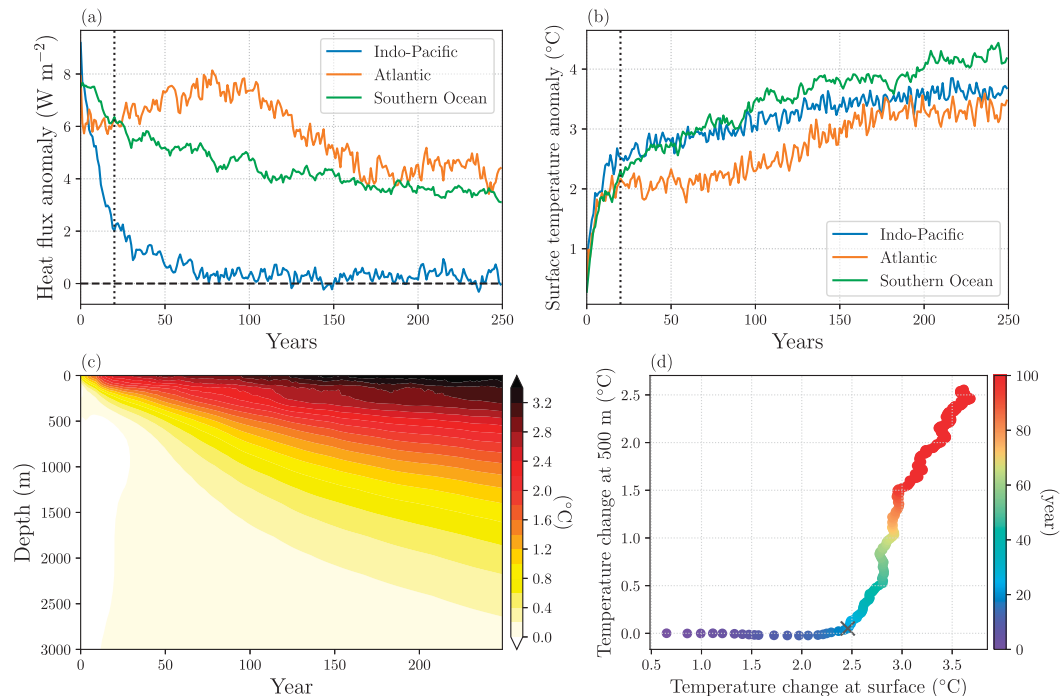 (a)
Heat flux anomaly (W m−2)
8
6
4
2
0
Indo-Pacific
Atlantic
Southern Ocean
0 50 100 150 200 250
Years
(b)
Surface temperature anomaly (°C)
4
3
2
1
Indo-Pacific
Atlantic
Southern Ocean
0 50 100 150 200 250
Years
(c)
Depth (m)
0
500
1000
1500
2000
2500
3000
0 50 100 150 200
Year
3.2
2.8
2.4
2.0
1.6
1.2
0.8
0.4
0.0
(°C)
(d)
Temperature change at 500 m (°C)
2.5
2.0
1.5
1.0
0.5
0.0
0.5 1.0 1.5 2.0 2.5 3.0 3.5
Temperature change at surface (°C)
100
80
60
40
20
0
(year)